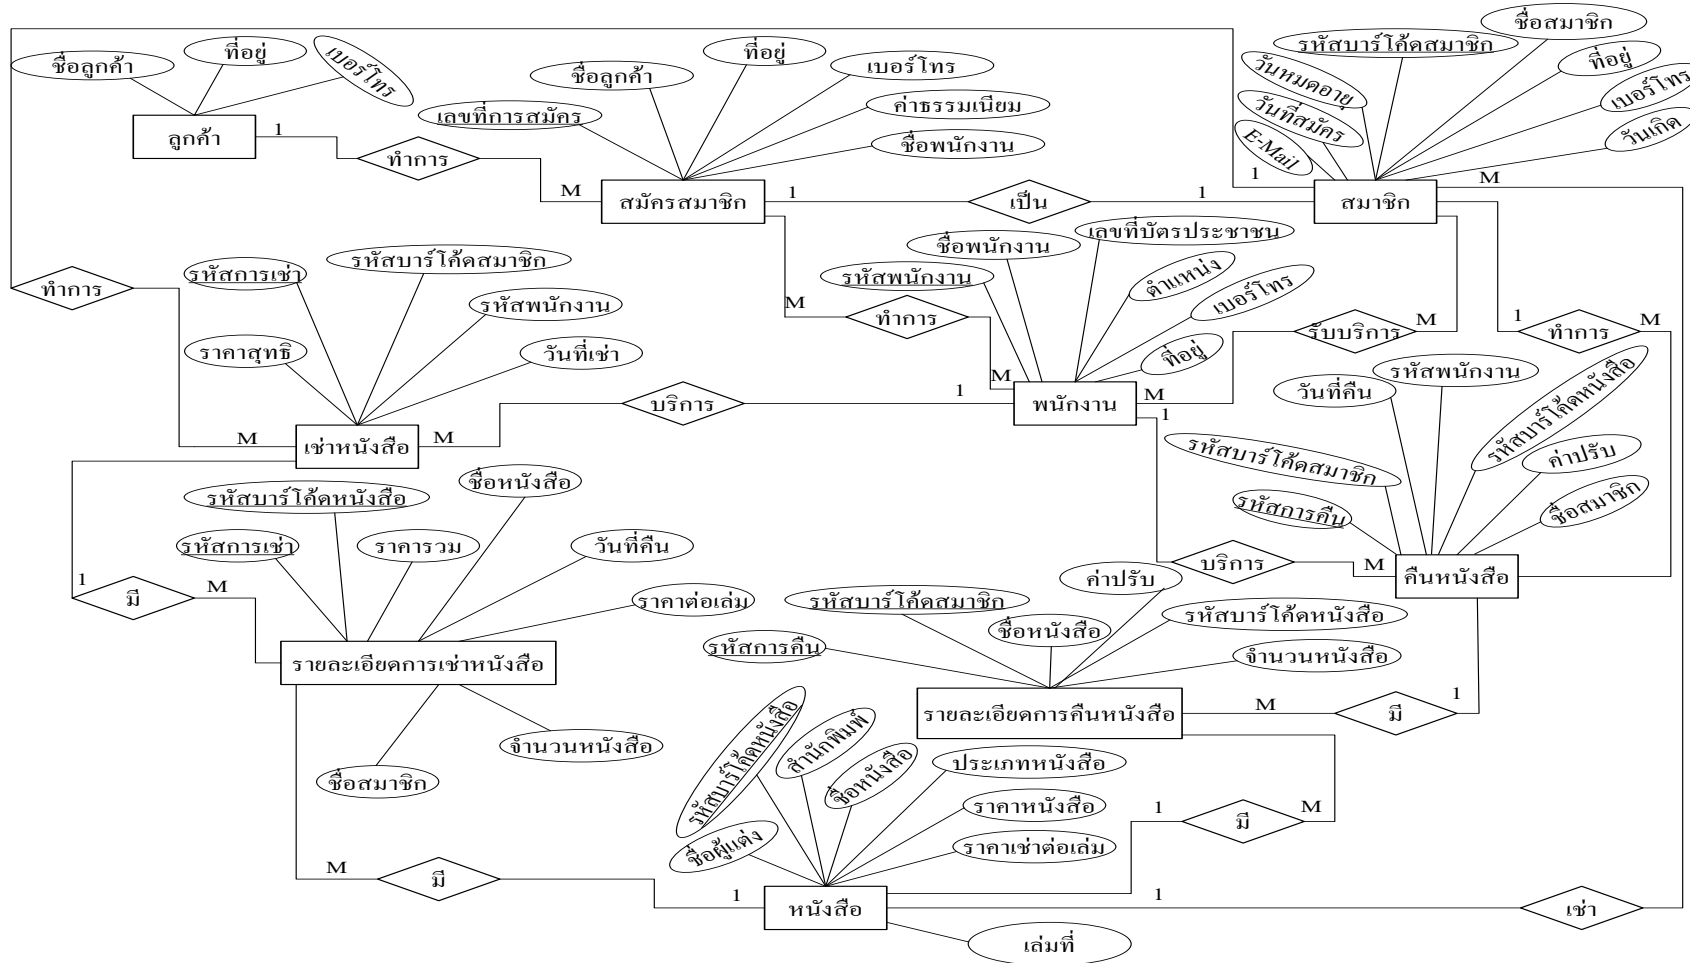 ชื่อสมาชิก
ที่อยู่
เบอร์โทร
ที่อยู่
รหัสบาร์โค้ดสมาชิก
ชื่อลูกค้า
ชื่อลูกค้า
เบอร์โทร
ที่อยู่
วันหมดอายุ
เบอร์โทร
ค่าธรรมเนียม
เลขที่การสมัคร
วันที่สมัคร
วันเกิด
ลูกค้า
1
ชื่อพนักงาน
E-Mail
ทำการ
M
สมัครสมาชิก
1
เป็น
1
1
สมาชิก
M
ชื่อพนักงาน
เลขที่บัตรประชาชน
รหัสการเช่า
รหัสบาร์โค้ดสมาชิก
รหัสพนักงาน
ตำแหน่ง
เบอร์โทร
ทำการ
รหัสพนักงาน
M
ทำการ
รับบริการ
M
1
ทำการ
M
ราคาสุทธิ
วันที่เช่า
ที่อยู่
รหัสพนักงาน
วันที่คืน
M
บริการ
1
พนักงาน
M
1
รหัสบาร์โค้ดหนังสือ
M
เช่าหนังสือ
M
รหัสบาร์โค้ดสมาชิก
ค่าปรับ
ชื่อหนังสือ
รหัสบาร์โค้ดหนังสือ
รหัสการคืน
ชื่อสมาชิก
รหัสการเช่า
ราคารวม
วันที่คืน
บริการ
M
คืนหนังสือ
1
มี
M
ค่าปรับ
ราคาต่อเล่ม
รหัสบาร์โค้ดสมาชิก
รหัสบาร์โค้ดหนังสือ
ชื่อหนังสือ
รหัสการคืน
จำนวนหนังสือ
รายละเอียดการเช่าหนังสือ
รายละเอียดการคืนหนังสือ
M
มี
1
จำนวนหนังสือ
ชื่อสมาชิก
รหัสบาร์โค้ดหนังสือ
สำนักพิมพ์
ชื่อหนังสือ
ประเภทหนังสือ
ราคาหนังสือ
1
มี
M
ชื่อผู้แต่ง
ราคาเช่าต่อเล่ม
M
มี
1
หนังสือ
1
เช่า
เล่มที่